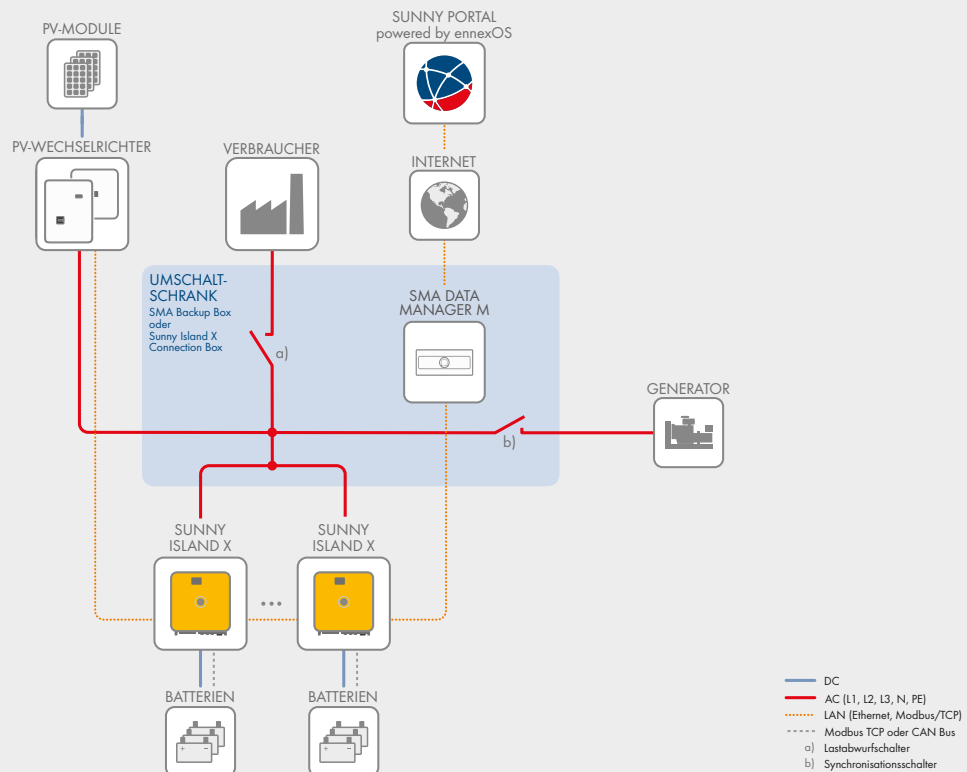 SUNNY PORTAL
powered by ennexOS
PV-MODULE
PV-WECHSELRICHTER
VERBRAUCHER
INTERNET
UMSCHALT-
SCHRANK
SMA Backup Box
oder
Sunny Island X
Connection Box
SMA DATA
MANAGER M
a)
GENERATOR
b)
SUNNY
ISLAND X
SUNNY
ISLAND X
...
BATTERIEN
BATTERIEN
DC
AC (L1, L2, L3, N, PE)
LAN (Ethernet, Modbus/TCP)
Modbus TCP oder CAN Bus
a) Lastabwurfschalter
b) Synchronisationsschalter